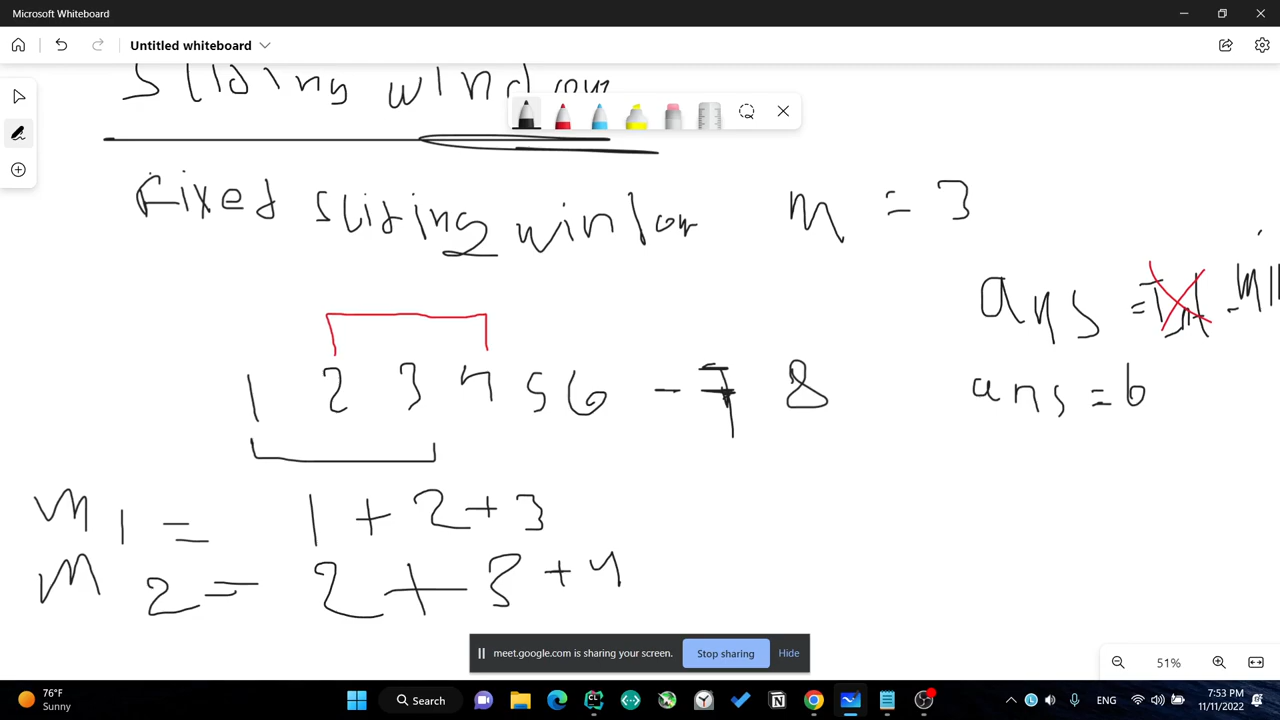 Microsoft Whiteboard
Untitled whiteboard
Sliding window
Fixed sliding window m = 3
ans =
ans = 6
1 2 3 4 5 6 - 7 8
m1 = 1 + 2 + 3
m2 = 2 + 3 + 4
meet.google.com is sharing your screen. Stop sharing Hide
51%
76°F
Sunny
Search
ENG
7:53 PM
11/11/2022